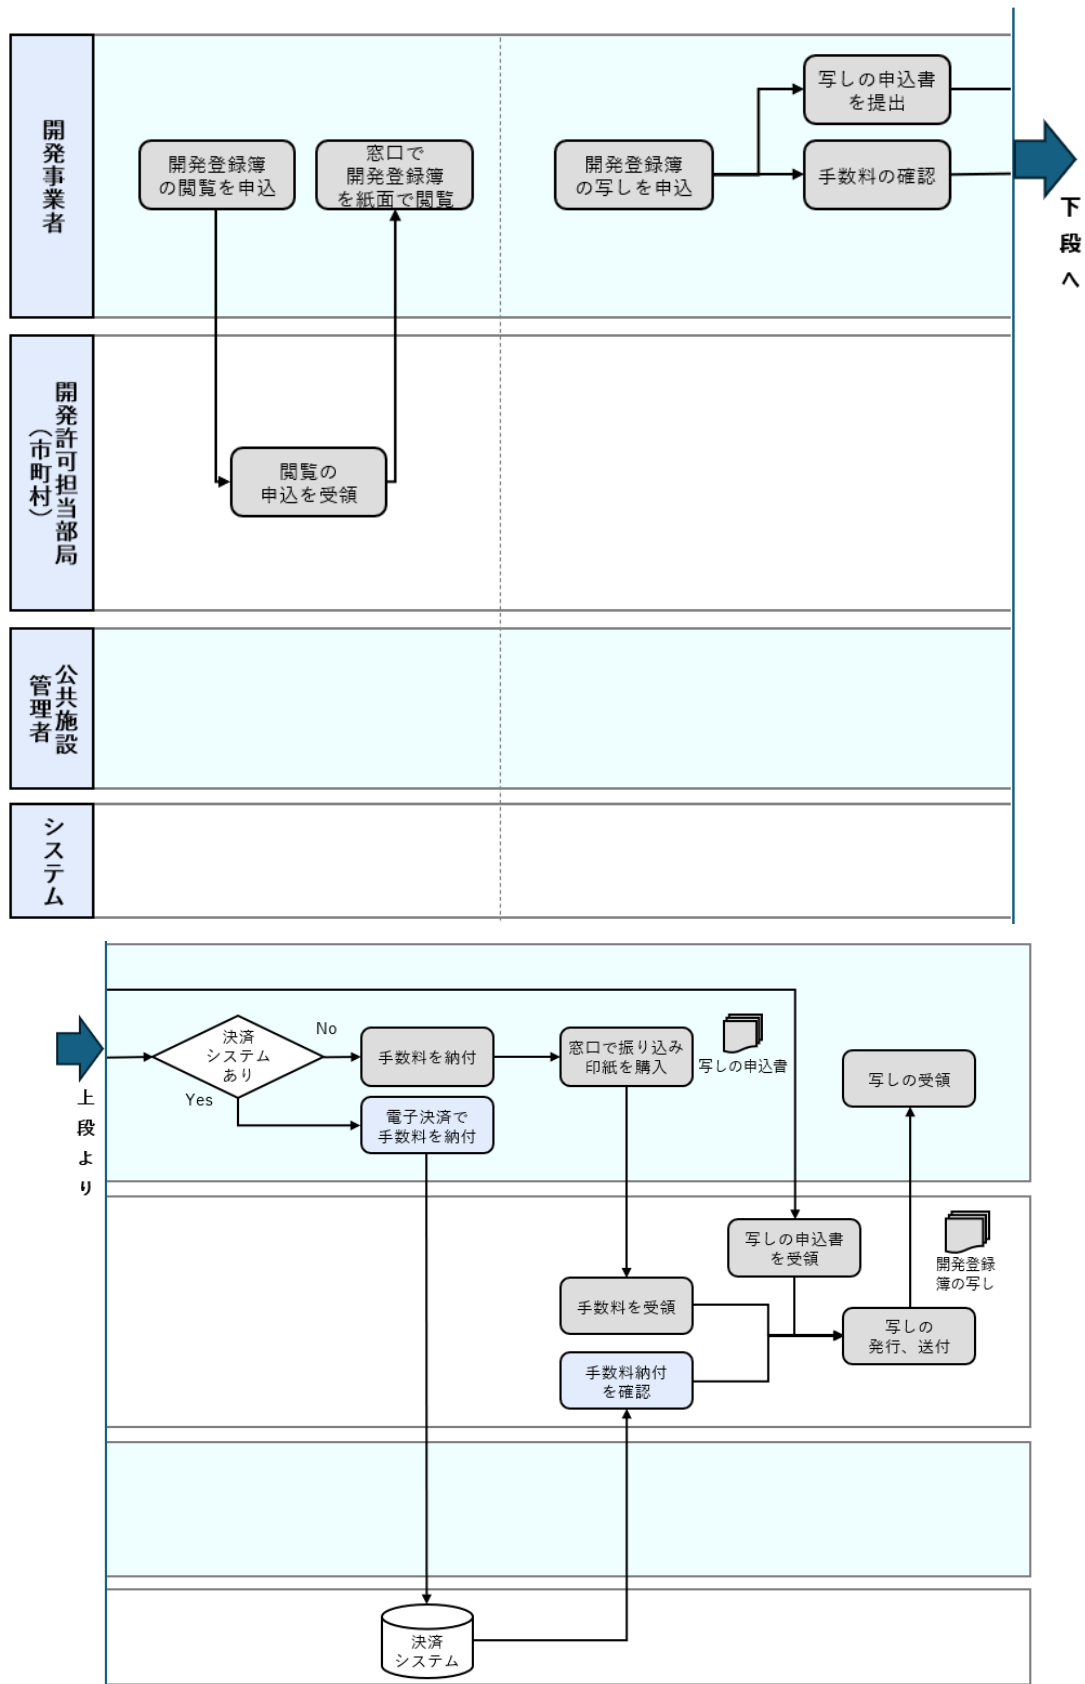 開発事業者
開発登録簿
の閲覧を申込
窓口で
開発登録簿
を紙面で閲覧
開発登録簿
の写しを申込
写しの申込書
を提出
手数料の確認
下段へ
開発許可担当部局
（市町村）
閲覧の
申込を受領
公共施設
管理者
システム
上段より
決済
システム
あり
No
Yes
手数料を納付
電子決済で
手数料を納付
窓口で振り込み
印紙を購入
写しの申込書
写しの受領
写しの申込書
を受領
開発登録
簿の写し
手数料を受領
写しの
発行、送付
手数料納付
を確認
決済
システム